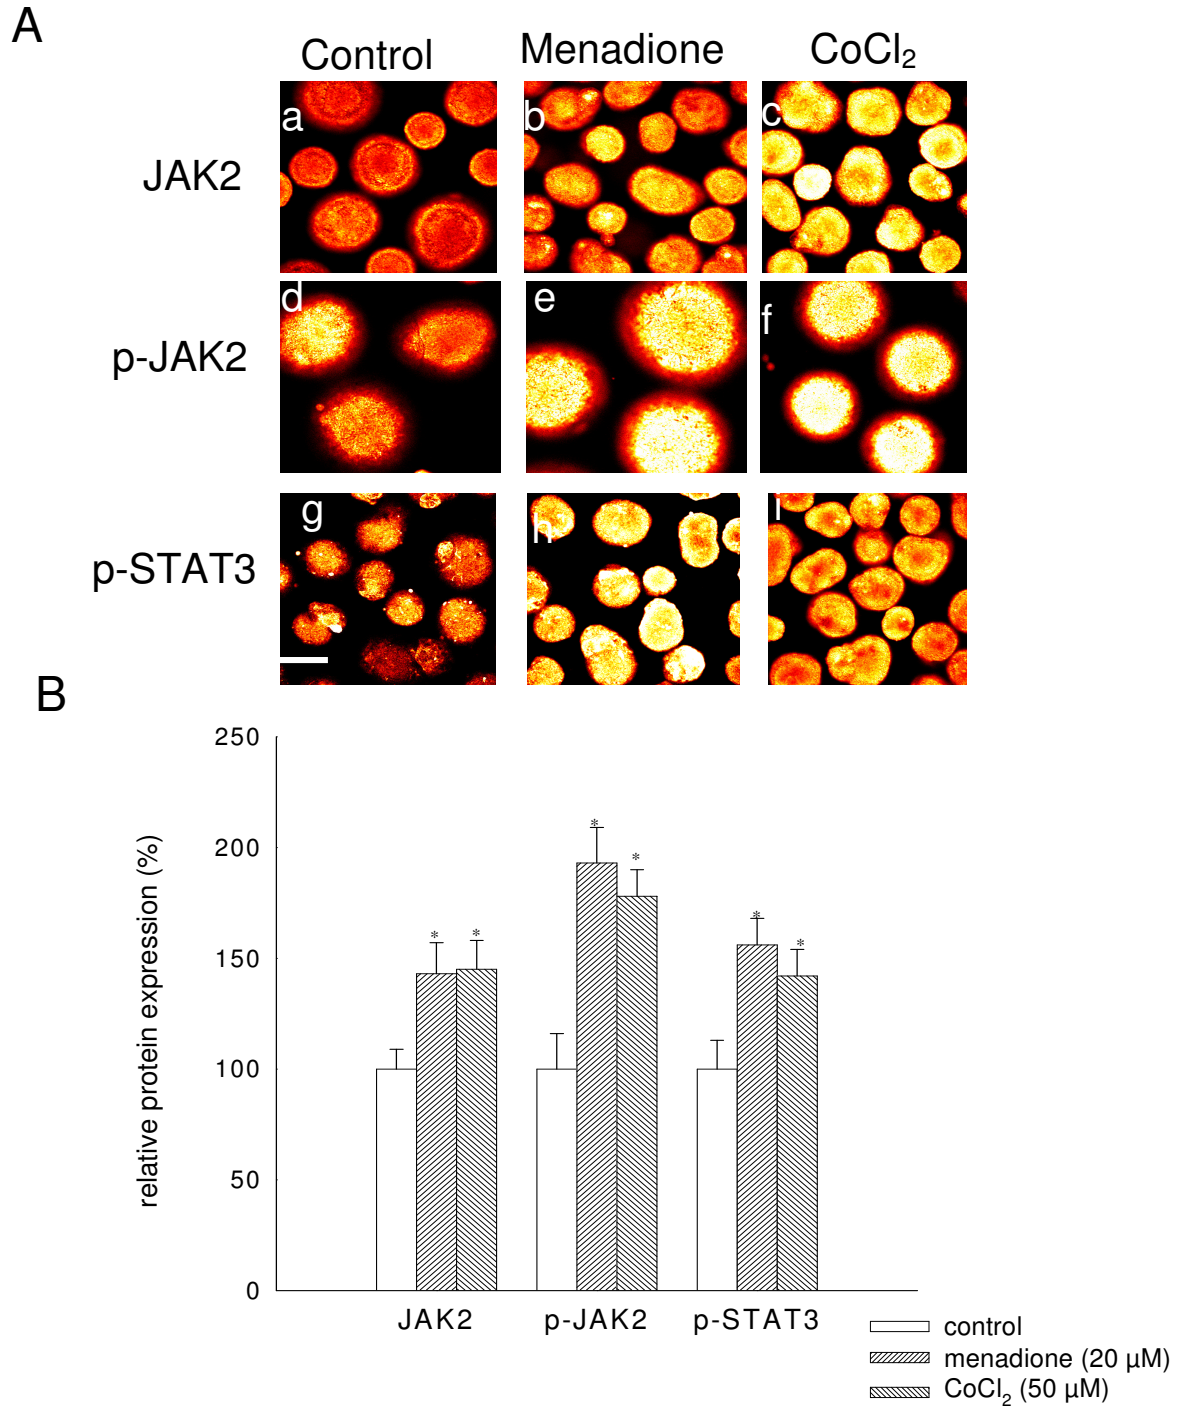 A
Control Menadione CoCl₂
JAK2
a b c
p-JAK2
d e f
p-STAT3
g h i
B
relative protein expression (%)
250
200
150
100
50
0
* * * * * *
JAK2 p-JAK2 p-STAT3
control
menadione (20 µM)
CoCl₂ (50 µM)